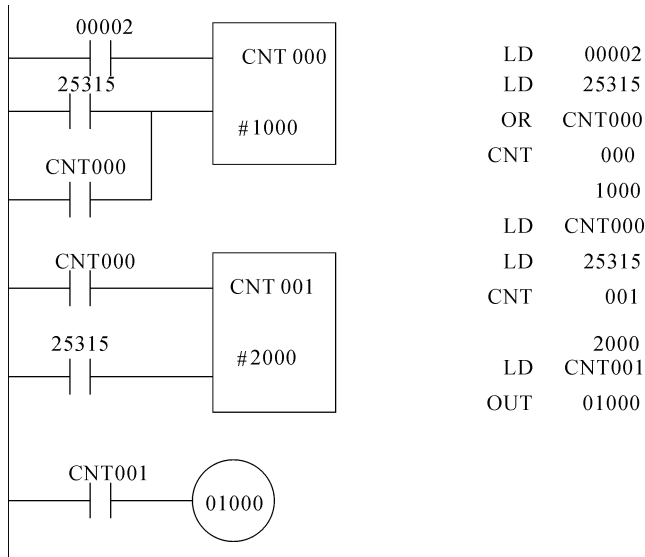 00002
CNT 000
25315
#1000
CNT000
CNT000
CNT 001
25315
#2000
CNT001
01000
LD 00002
LD 25315
OR CNT000
CNT 000
1000
LD CNT000
LD 25315
CNT 001
2000
LD CNT001
OUT 01000